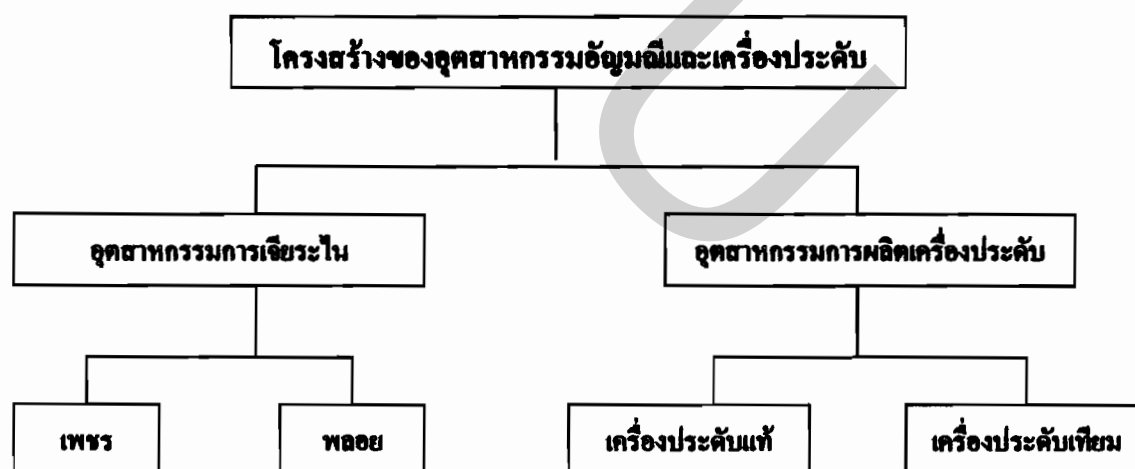 โครงสร้างของอุตสาหกรรมอัญมณีและเครื่องประดับ
อุตสาหกรรมการเจียระไน
อุตสาหกรรมการผลิตเครื่องประดับ
เพชร
พลอย
เครื่องประดับแท้
เครื่องประดับเทียม